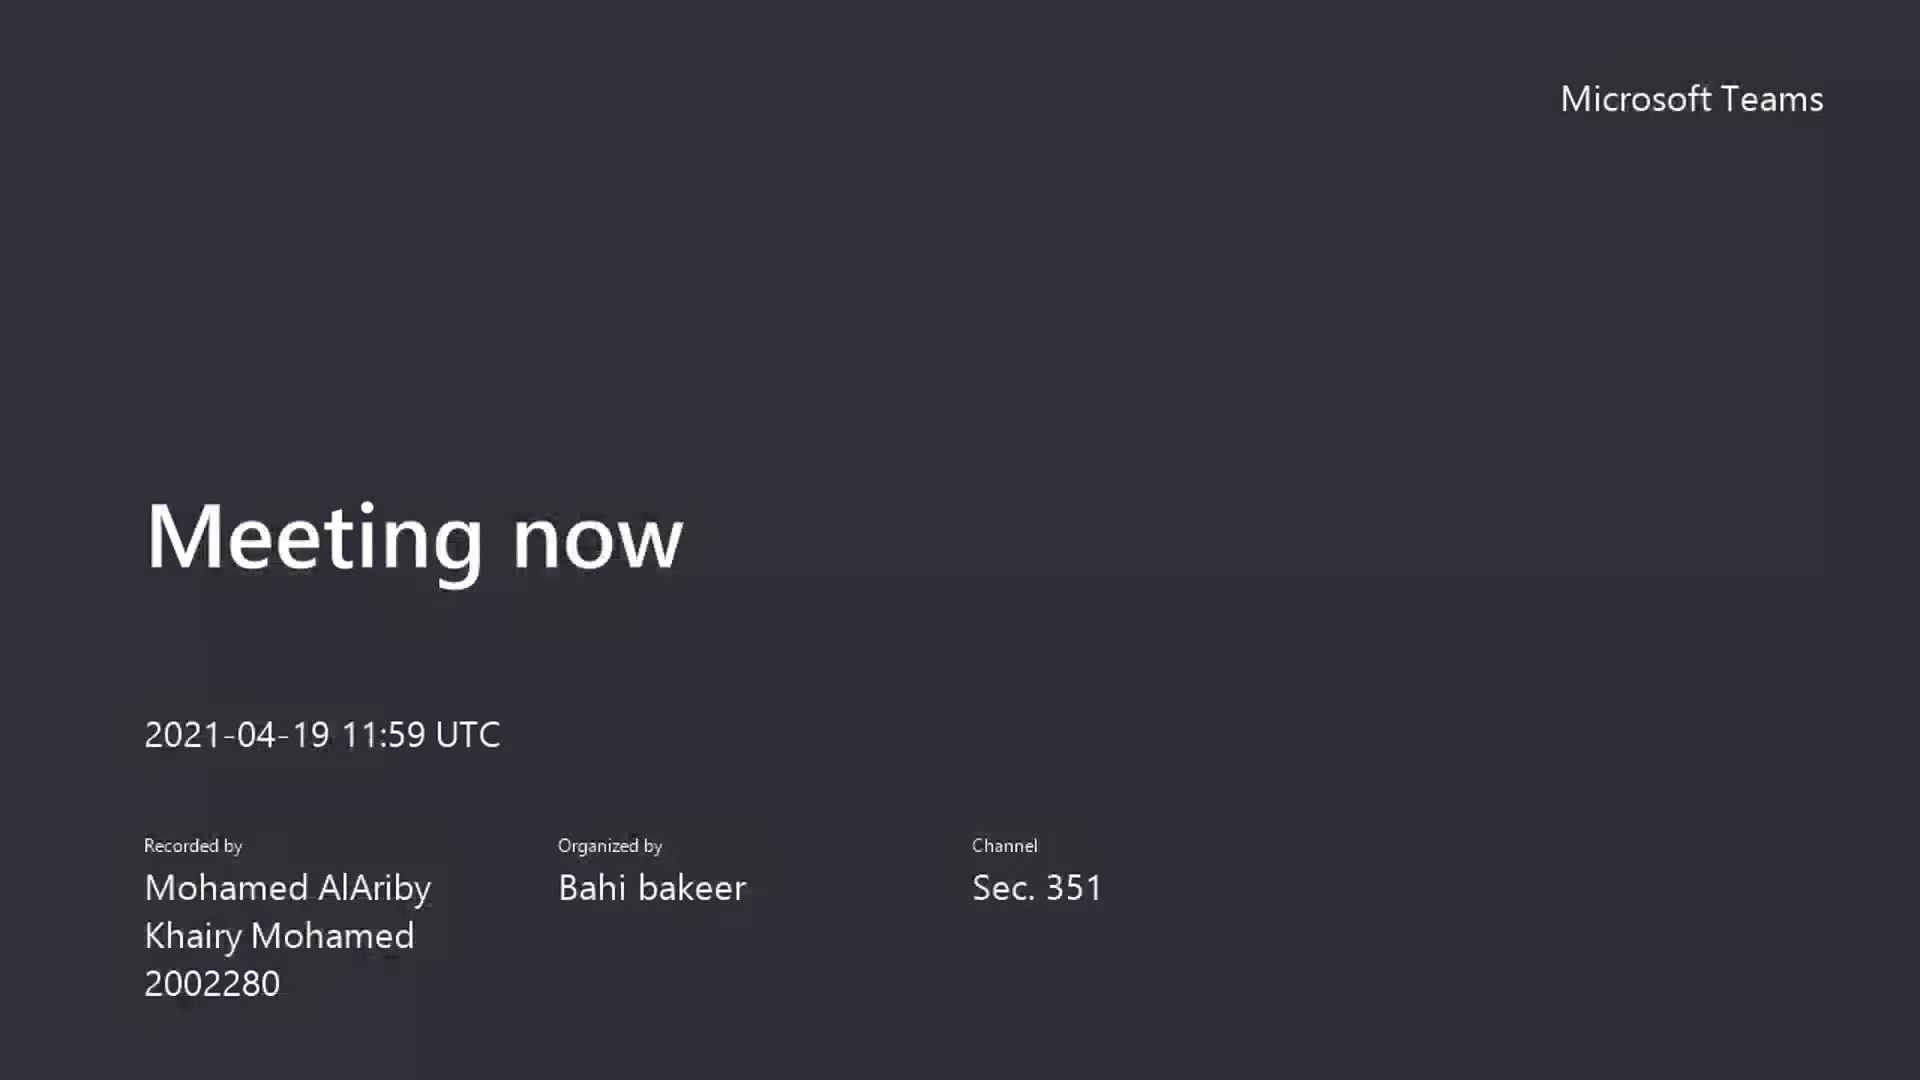 Microsoft Teams
Meeting now
2021-04-19 11:59 UTC
Recorded by
Mohamed AlAriby
Khairy Mohamed
2002280
Organized by
Bahi bakeer
Channel
Sec. 351